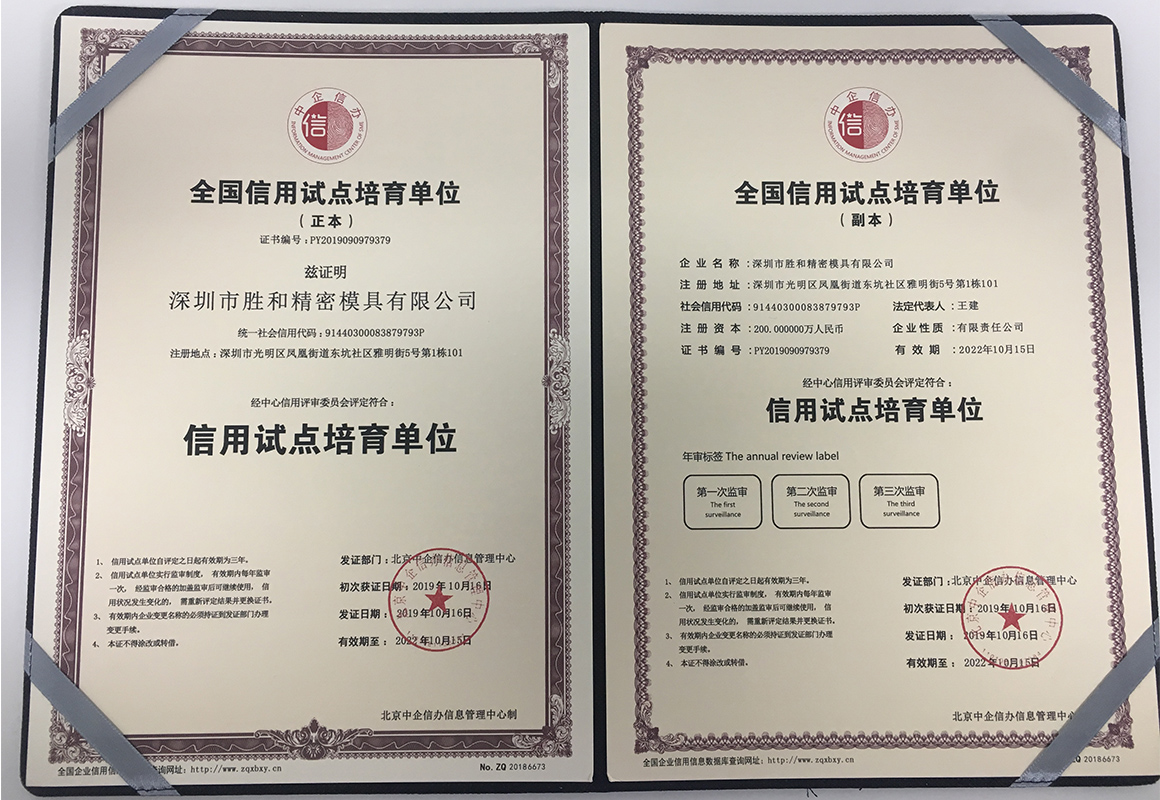 中企信办
INFORMATION MANAGEMENT CENTER OF SME
信
全国信用试点培育单位
（正本）
证书编号：PY2019090979379
兹证明
深圳市胜和精密模具有限公司
统一社会信用代码：91440300083879793P
注册地点：深圳市光明区凤凰街道东坑社区雅明街5号第1栋101
经中心信用评审委员会评定符合：
信用试点培育单位
1、 信用试点单位自评定之日起有效期为三年。
2、 信用试点单位实行监审制度， 有效期内每年监审
一次， 经监审合格的加盖监审后可继续使用， 信
用状况发生变化的， 需重新评定结果并更换证书。
3、 有效期内企业变更名称的必须持证到发证部门办理
变更手续。
4、 本证不得涂改或转借。
发证部门：北京中企信办信息管理中心
初次获证日期：2019年10月16日
发证日期： 2019年10月16日
有效期至： 2022年10月15日
北京中企信办信息管理中心制
全国企业信用信
查询网址：http://www.zqxbxy.cn
No. ZQ 20186673
中企信办
INFORMATION MANAGEMENT CENTER OF SME
信
全国信用试点培育单位
（副本）
企业名称：深圳市胜和精密模具有限公司
注册地址：深圳市光明区凤凰街道东坑社区雅明街5号第1栋101
社会信用代码：91440300083879793P 法定代表人：王建
注册资本：200.000000万人民币 企业性质：有限责任公司
证书编号：PY2019090979379 有效期：2022年10月15日
经中心信用评审委员会评定符合：
信用试点培育单位
年审标签 The annual review label
第一次监审
The first
surveillance
第二次监审
The second
surveillance
第三次监审
The third
surveillance
1、 信用试点单位自评定之日起有效期为三年。
2、 信用试点单位实行监审制度， 有效期内每年监审
一次， 经监审合格的加盖监审后可继续使用， 信
用状况发生变化的， 需重新评定结果并更换证书。
3、 有效期内企业变更名称的必须持证到发证部门办理
变更手续。
4、 本证不得涂改或转借。
发证部门：北京中企信办信息管理中心
初次获证日期：2019年10月16日
发证日期： 2019年10月16日
有效期至： 2022年10月15日
北京中企信办信息管理中心
全国企业信用信息数据库查询网址：http://www.zqxbxy.cn
ZQ 20186673